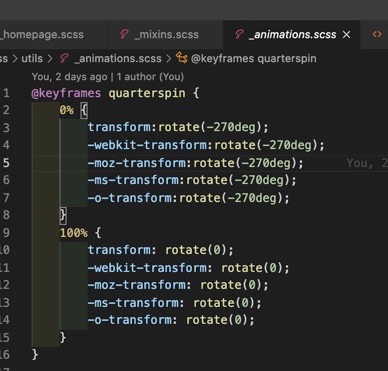 _homepage.scss _mixins.scss _animations.scss
ss › utils › _animations.scss › @keyframes quarterspin
You, 2 days ago | 1 author (You)
1 @keyframes quarterspin {
2 0% {
3 transform:rotate(-270deg);
4 -webkit-transform:rotate(-270deg);
5 -moz-transform:rotate(-270deg); You, 2
6 -ms-transform:rotate(-270deg);
7 -o-transform:rotate(-270deg);
8 }
9 100% {
10 transform: rotate(0);
11 -webkit-transform: rotate(0);
12 -moz-transform: rotate(0);
13 -ms-transform: rotate(0);
14 -o-transform: rotate(0);
15 }
16 }